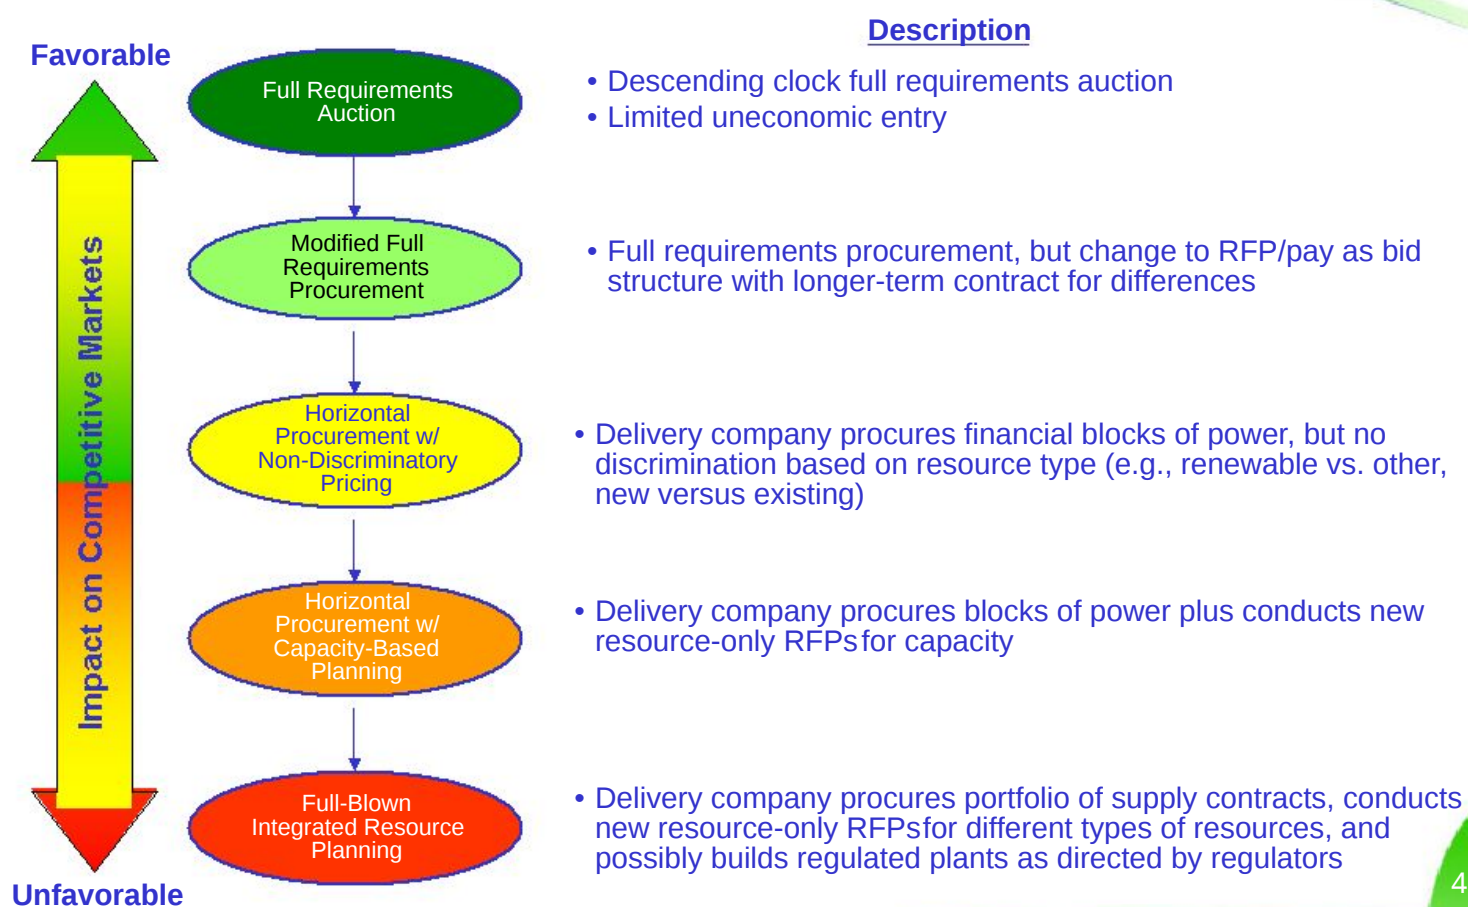 Description
Favorable
Full Requirements
Auction
• Descending clock full requirements auction
• Limited uneconomic entry
Impact on Competitive Markets
Modified Full
Requirements
Procurement
• Full requirements procurement, but change to RFP/pay as bid
structure with longer-term contract for differences
Horizontal
Procurement w/
Non-Discriminatory
Pricing
• Delivery company procures financial blocks of power, but no
discrimination based on resource type (e.g., renewable vs. other,
new versus existing)
Horizontal
Procurement w/
Capacity-Based
Planning
• Delivery company procures blocks of power plus conducts new
resource-only RFPs for capacity
Full-Blown
Integrated Resource
Planning
• Delivery company procures portfolio of supply contracts, conducts
new resource-only RFPs for different types of resources, and
possibly builds regulated plants as directed by regulators
Unfavorable
4